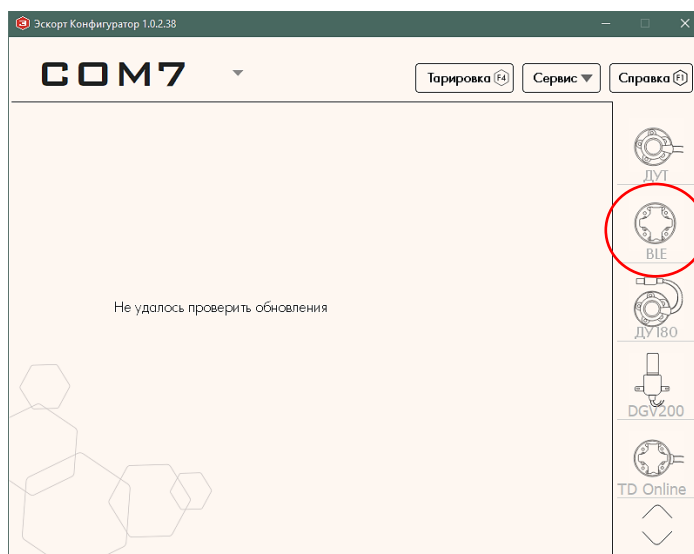 Эскорт Конфигуратор 1.0.2.38
COM7
Тарировка F4
Сервис
Справка F1
ДУТ
BLE
Не удалось проверить обновления
ДУ180
DGV200
TD Online